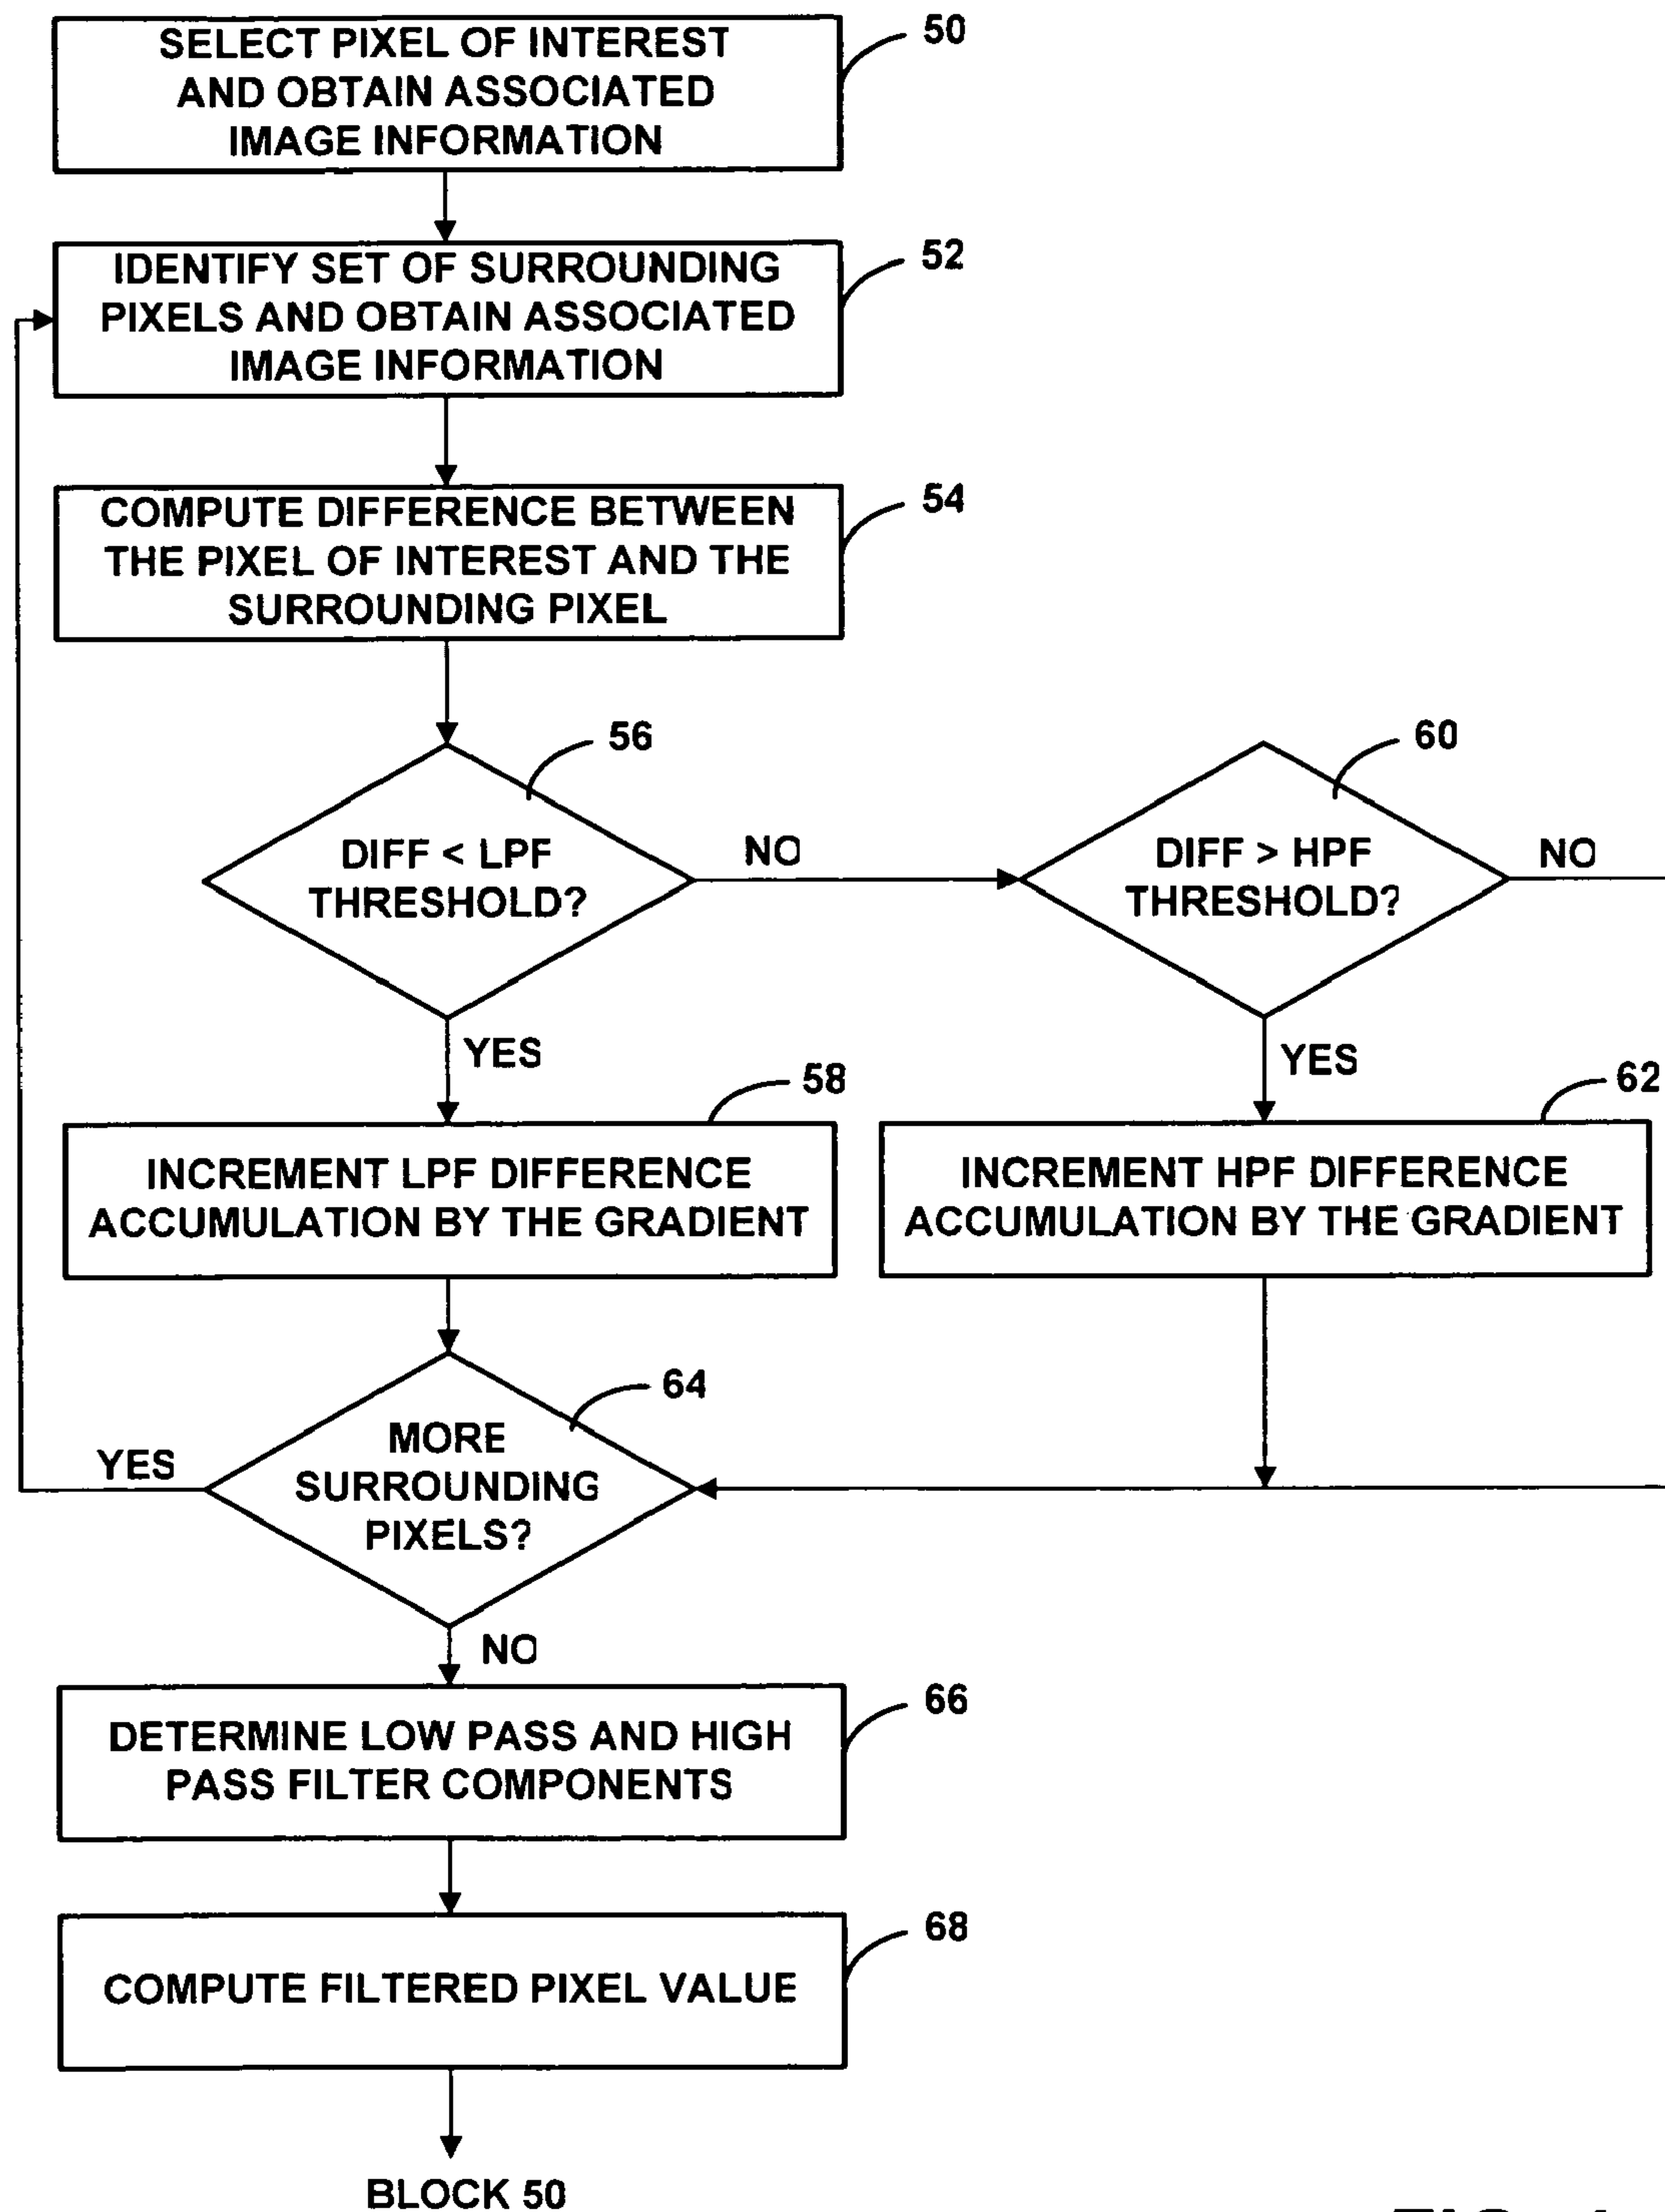 SELECT PIXEL OF INTEREST
AND OBTAIN ASSOCIATED
IMAGE INFORMATION
50
IDENTIFY SET OF SURROUNDING
PIXELS AND OBTAIN ASSOCIATED
IMAGE INFORMATION
52
COMPUTE DIFFERENCE BETWEEN
THE PIXEL OF INTEREST AND THE
SURROUNDING PIXEL
54
56
DIFF < LPF
THRESHOLD?
NO
60
DIFF > HPF
THRESHOLD?
NO
YES
YES
58
INCREMENT LPF DIFFERENCE
ACCUMULATION BY THE GRADIENT
62
INCREMENT HPF DIFFERENCE
ACCUMULATION BY THE GRADIENT
64
MORE
SURROUNDING
PIXELS?
YES
NO
66
DETERMINE LOW PASS AND HIGH
PASS FILTER COMPONENTS
68
COMPUTE FILTERED PIXEL VALUE
BLOCK 50